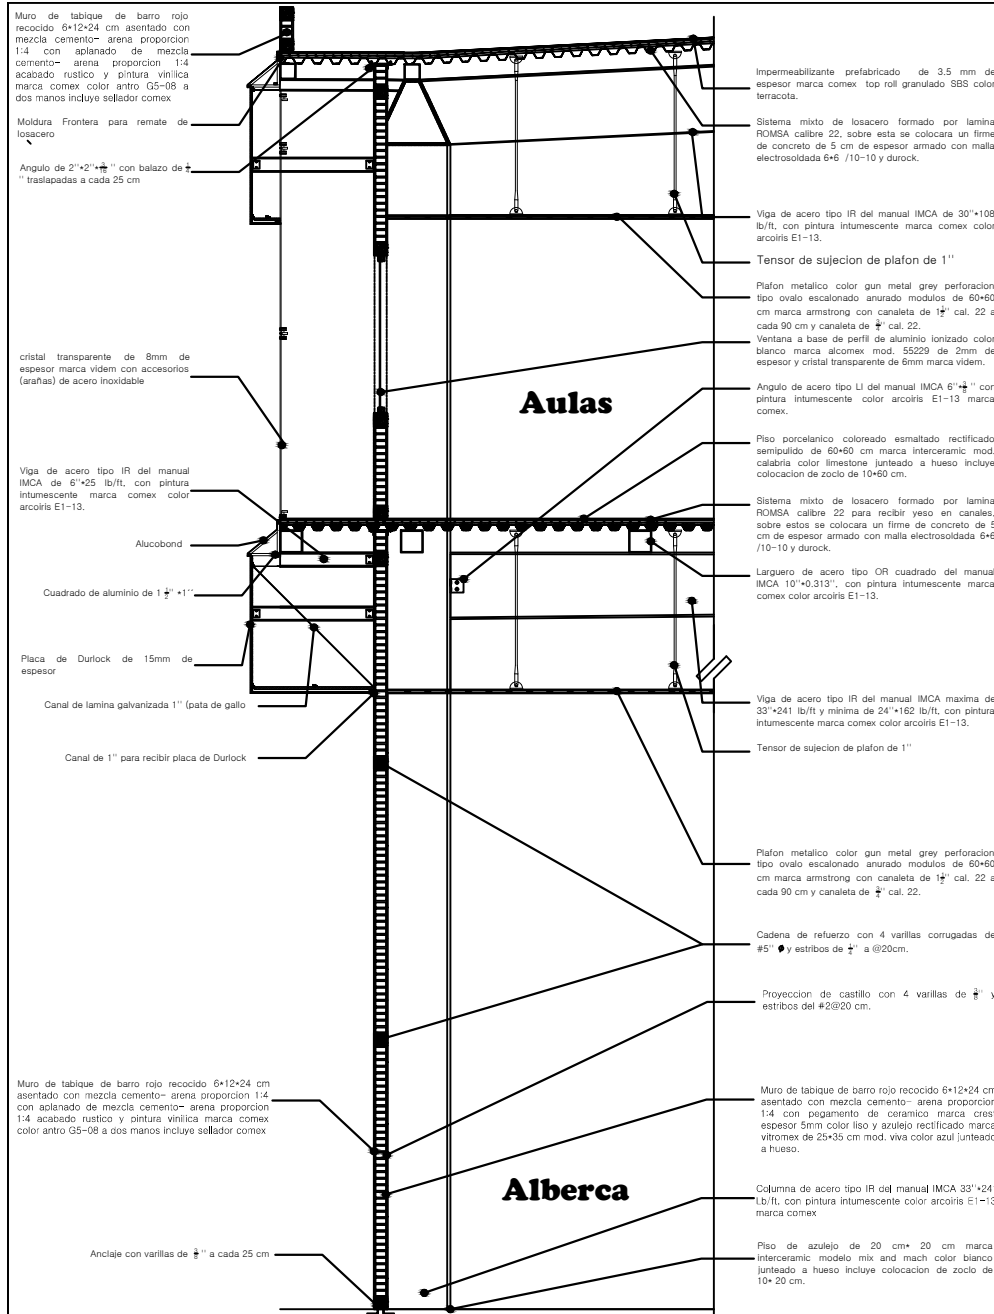 Muro de tabique de barro rojo
recocido 6*12*24 cm asentado con
mezcla cemento- arena proporcion
1:4 con aplanado de mezcla
cemento- arena proporcion 1:4
acabado rustico y pintura vinilica
marca comex color antro G5-08 a
dos manos incluye sellador comex
Moldura Frontera para remate de
losacero
Angulo de 2''*2''*3/16 '' con balazo de 1/4
'' traslapadas a cada 25 cm
cristal transparente de 8mm de
espesor marca videm con accesorios
(arañas) de acero inoxidable
Viga de acero tipo IR del manual
IMCA de 6''*25 lb/ft, con pintura
intumescente marca comex color
arcoiris E1-13.
Alucobond
Cuadrado de aluminio de 1 1/2'' *1''
Placa de Durlock de 15mm de
espesor
Canal de lamina galvanizada 1'' (pata de gallo
Canal de 1'' para recibir placa de Durlock
Muro de tabique de barro rojo recocido 6*12*24 cm
asentado con mezcla cemento- arena proporcion 1:4
con aplanado de mezcla cemento- arena proporcion
1:4 acabado rustico y pintura vinilica marca comex
color antro G5-08 a dos manos incluye sellador comex
Anclaje con varillas de 3/8 '' a cada 25 cm
Aulas
Alberca
Impermeabilizante prefabricado de 3.5 mm de
espesor marca comex top roll granulado SBS color
terracota.
Sistema mixto de losacero formado por lamina
ROMSA calibre 22, sobre esta se colocara un firme
de concreto de 5 cm de espesor armado con malla
electrosoldada 6*6 /10-10 y durock.
Viga de acero tipo IR del manual IMCA de 30''*108
lb/ft, con pintura intumescente marca comex color
arcoiris E1-13.
Tensor de sujecion de plafon de 1''
Plafon metalico color gun metal grey perforacion
tipo ovalo escalonado anurado modulos de 60*60
cm marca armstrong con canaleta de 1 1/2'' cal. 22 a
cada 90 cm y canaleta de 3/4'' cal. 22.
Ventana a base de perfil de aluminio ionizado color
blanco marca alcomex mod. 55229 de 2mm de
espesor y cristal transparente de 6mm marca videm.
Angulo de acero tipo LI del manual IMCA 6''*3/8 '' con
pintura intumescente color arcoiris E1-13 marca
comex.
Piso porcelanico coloreado esmaltado rectificado
semipulido de 60*60 cm marca interceramic mod.
calabria color limestone junteado a hueso incluye
colocacion de zoclo de 10*60 cm.
Sistema mixto de losacero formado por lamina
ROMSA calibre 22 para recibir yeso en canales,
sobre estos se colocara un firme de concreto de 5
cm de espesor armado con malla electrosoldada 6*6
/10-10 y durock.
Larguero de acero tipo OR cuadrado del manual
IMCA 10''*0.313'', con pintura intumescente marca
comex color arcoiris E1-13.
Viga de acero tipo IR del manual IMCA maxima de
33''*241 lb/ft y minima de 24''*162 lb/ft, con pintura
intumescente marca comex color arcoiris E1-13.
Tensor de sujecion de plafon de 1''
Plafon metalico color gun metal grey perforacion
tipo ovalo escalonado anurado modulos de 60*60
cm marca armstrong con canaleta de 1 1/2'' cal. 22 a
cada 90 cm y canaleta de 3/4'' cal. 22.
Cadena de refuerzo con 4 varillas corrugadas de
#5'' ø y estribos de 1/4'' a @20cm.
Proyeccion de castillo con 4 varillas de 3/8'' y
estribos del #2@20 cm.
Muro de tabique de barro rojo recocido 6*12*24 cm
asentado con mezcla cemento- arena proporcion
1:4 con pegamento de ceramico marca crest
espesor 5mm color liso y azulejo rectificado marca
vitromex de 25*35 cm mod. viva color azul junteado
a hueso.
Columna de acero tipo IR del manual IMCA 33''*241
Lb/ft, con pintura intumescente color arcoiris E1-13
marca comex
Piso de azulejo de 20 cm* 20 cm marca
interceramic modelo mix and mach color blanco
junteado a hueso incluye colocacion de zoclo de
10* 20 cm.